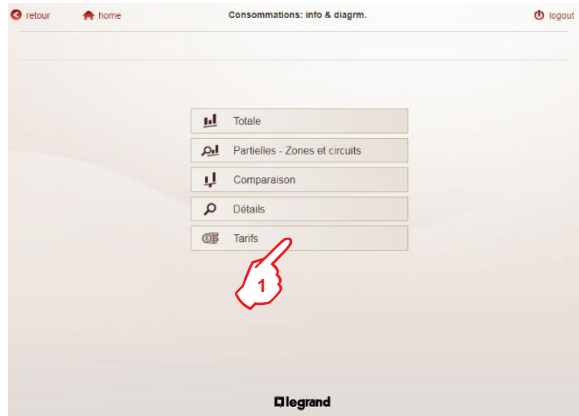 retour home Consommations: info & diagrm. logout
Totale
Partielles - Zones et circuits
Comparaison
Détails
Tarifs
1
legrand